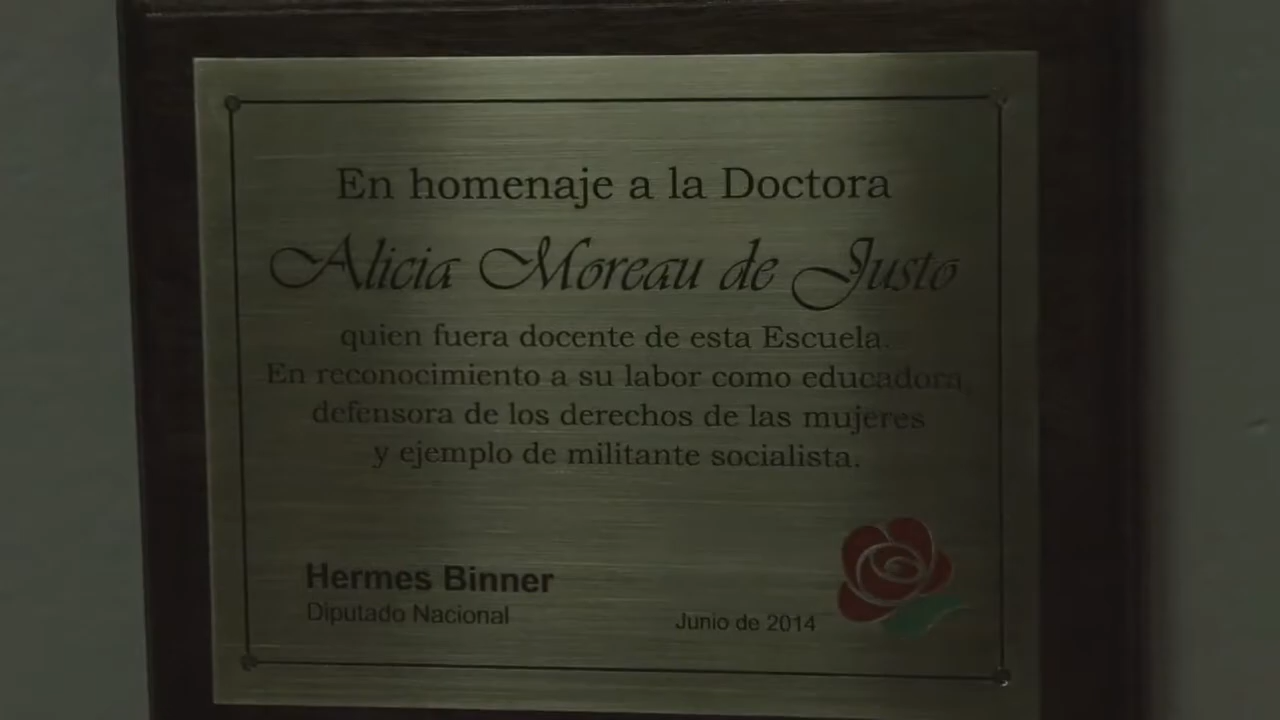 En homenaje a la Doctora
Alicia Moreau de Justo
quien fuera docente de esta Escuela.
En reconocimiento a su labor como educadora,
defensora de los derechos de las mujeres
y ejemplo de militante socialista.
Hermes Binner
Diputado Nacional
Junio de 2014